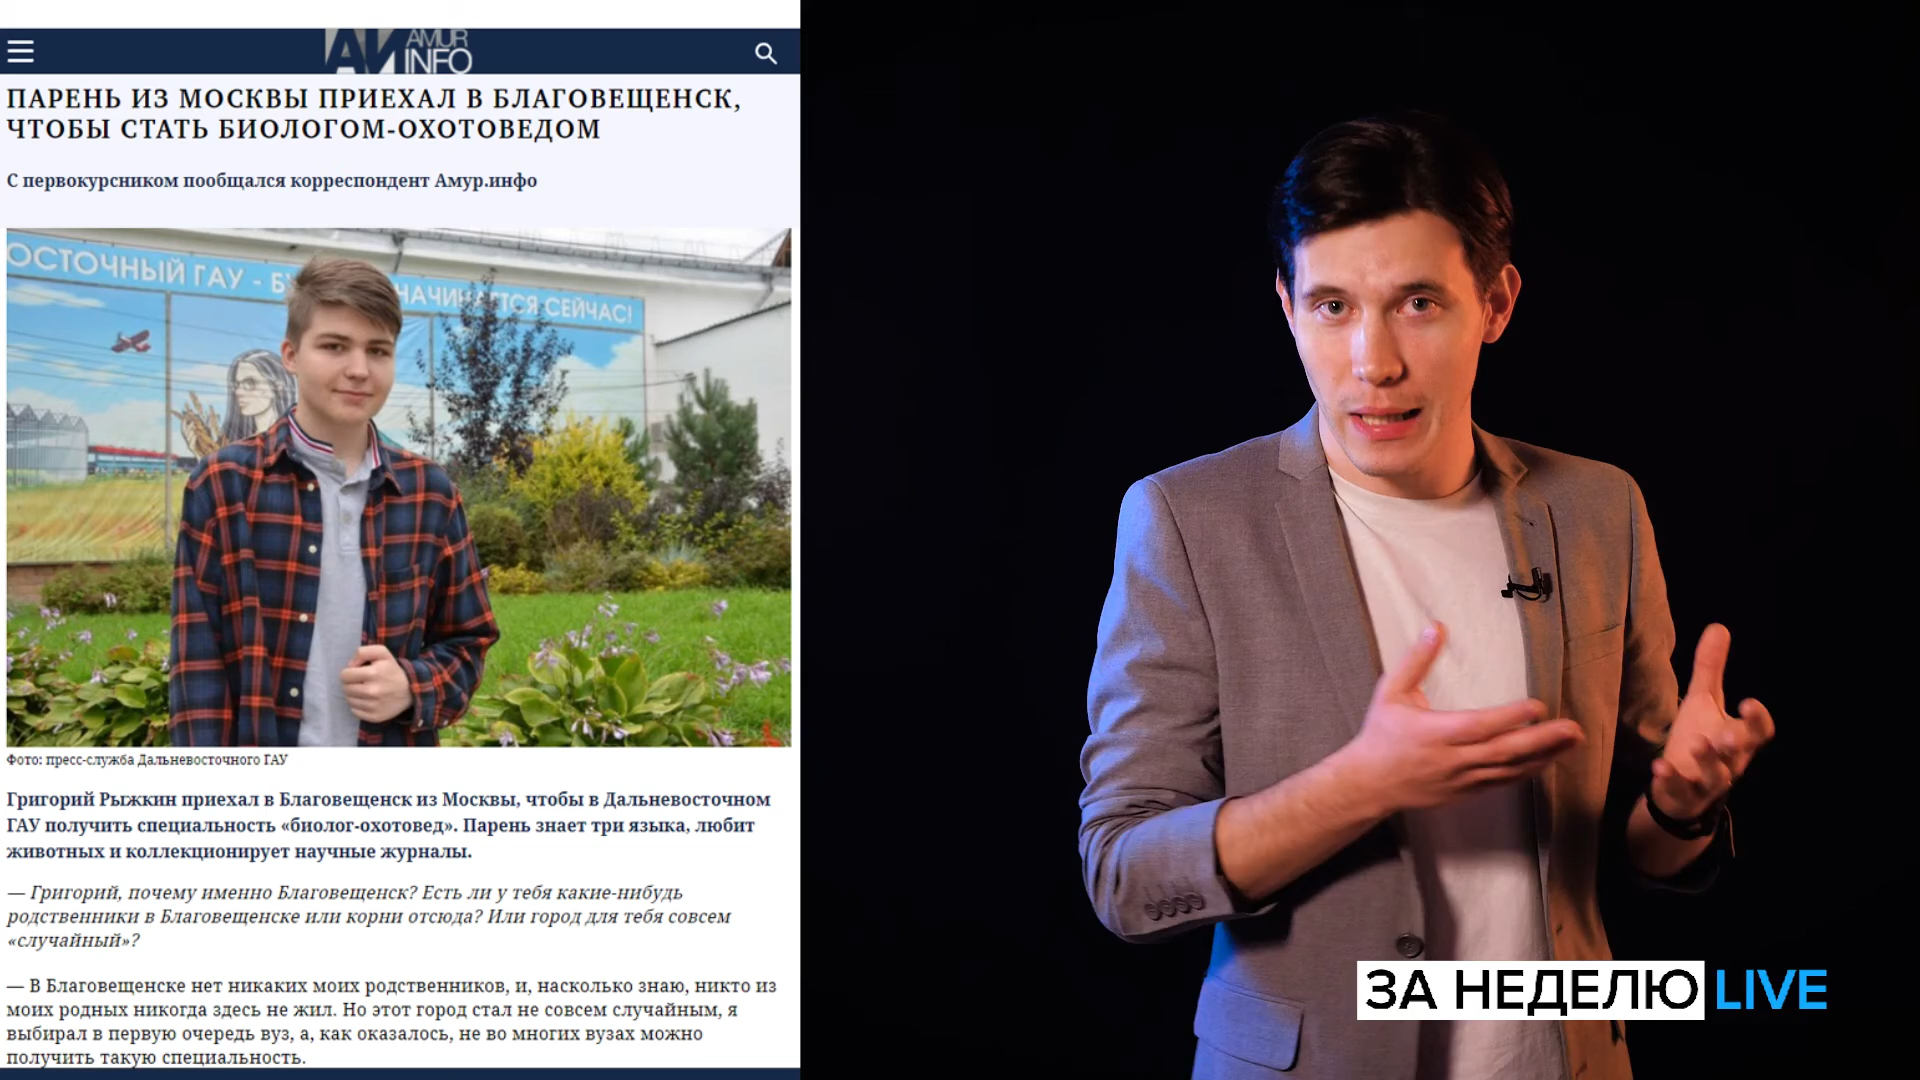 АИ AMUR
INFO
ПАРЕНЬ ИЗ МОСКВЫ ПРИЕХАЛ В БЛАГОВЕЩЕНСК,
ЧТОБЫ СТАТЬ БИОЛОГОМ-ОХОТОВЕДОМ
С первокурсником пообщался корреспондент Амур.инфо
ОСТОЧНЫЙ ГАУ - Б НАЧИНАЕТСЯ СЕЙЧАС!
Фото: пресс-служба Дальневосточного ГАУ
Григорий Рыжкин приехал в Благовещенск из Москвы, чтобы в Дальневосточном
ГАУ получить специальность «биолог-охотовед». Парень знает три языка, любит
животных и коллекционирует научные журналы.
— Григорий, почему именно Благовещенск? Есть ли у тебя какие-нибудь
родственники в Благовещенске или корни отсюда? Или город для тебя совсем
«случайный»?
— В Благовещенске нет никаких моих родственников, и, насколько знаю, никто из
моих родных никогда здесь не жил. Но этот город стал не совсем случайным, я
выбирал в первую очередь вуз, а, как оказалось, не во многих вузах можно
получить такую специальность.
ЗА НЕДЕЛЮ LIVE